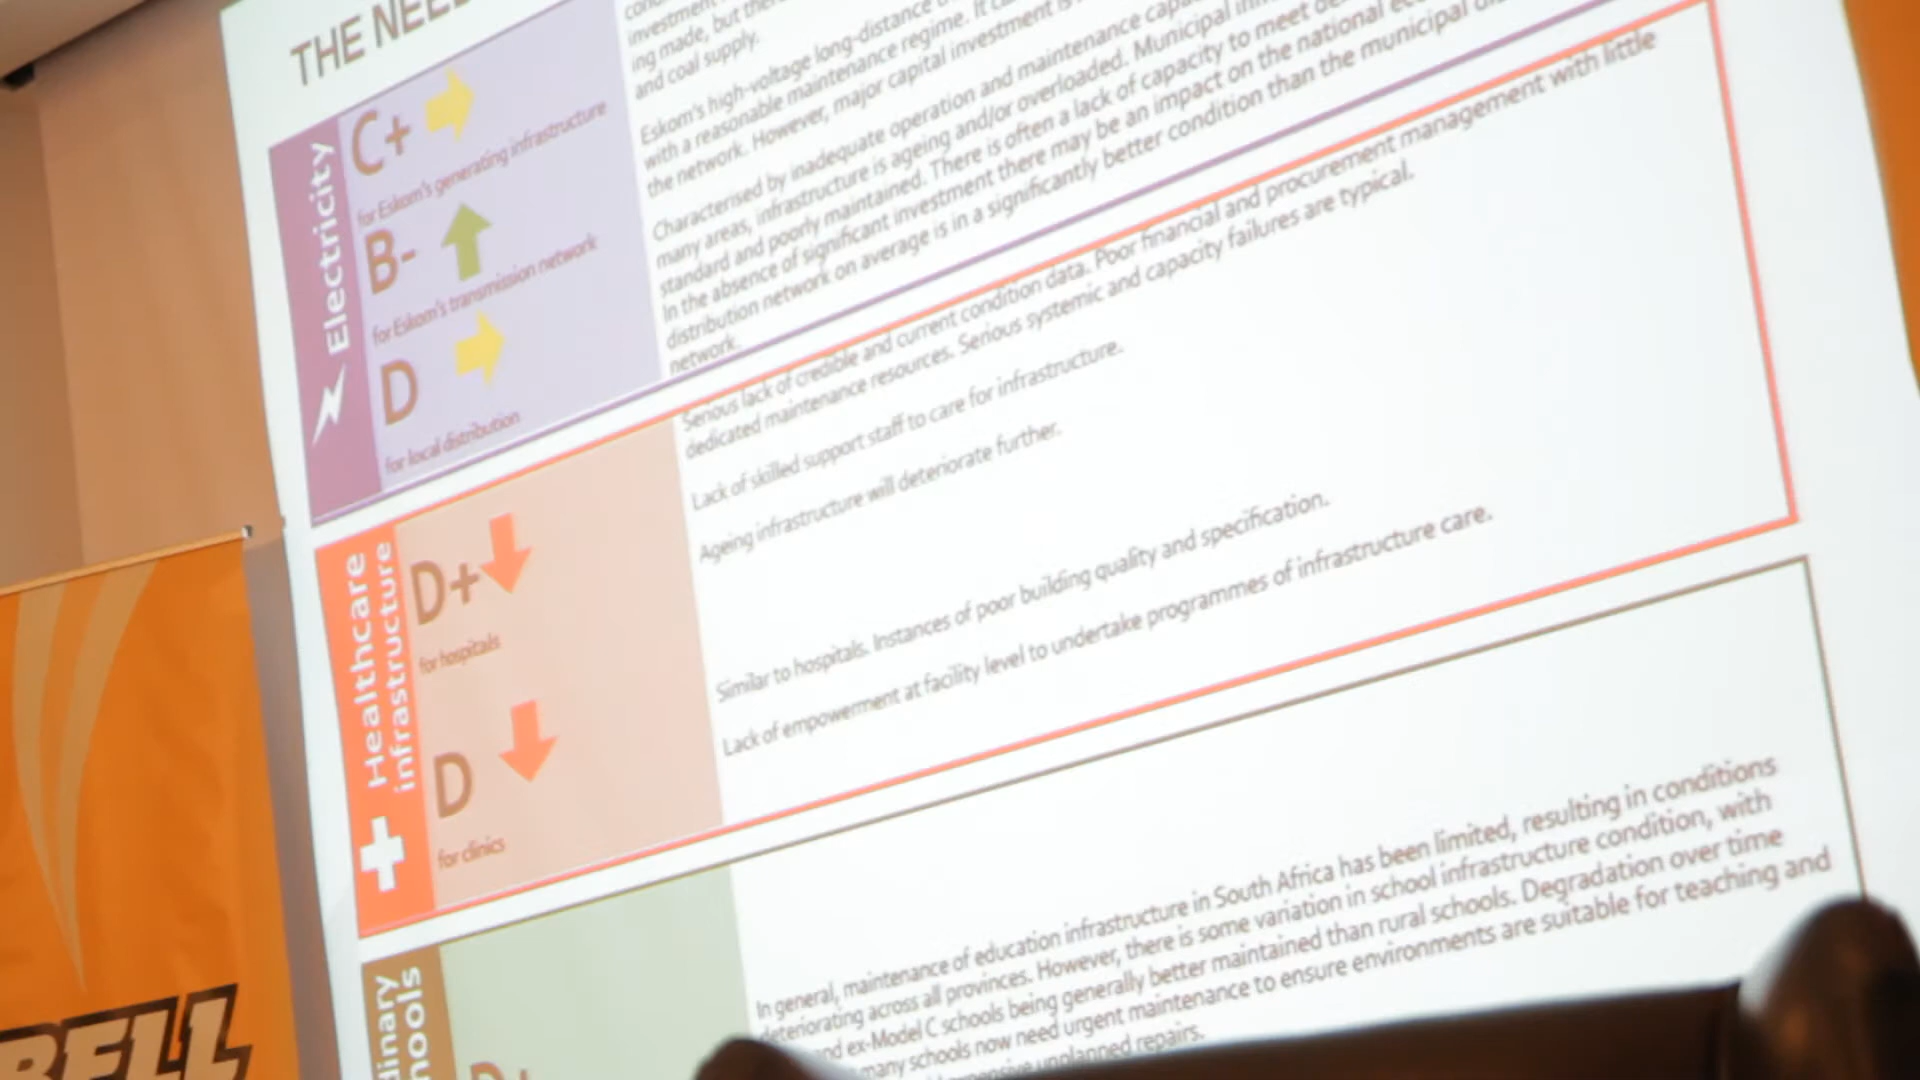 THE NEE
Electricity
C+
for Eskom's generating infrastructure
B-
for Eskom's transmission network
D
for local distribution
investment
ing made, but
and coal supply.
Eskom's high-voltage long-distance
with a reasonable maintenance regime. It
the network. However, major capital investment is
Characterised by inadequate operation and maintenance
many areas, infrastructure is ageing and/or overloaded. Municipal
standard and poorly maintained. There is often a lack of capacity to meet
In the absence of significant investment there may be an impact on the national
distribution network on average is in a significantly better condition than the municipal
network.
Healthcare
infrastructure
D+
for hospitals
D
for clinics
Serious lack of credible and current condition data. Poor financial and procurement management with little
dedicated maintenance resources. Serious systemic and capacity failures are typical.
Lack of skilled support staff to care for infrastructure.
Ageing infrastructure will deteriorate further.
Similar to hospitals. Instances of poor building quality and specification.
Lack of empowerment at facility level to undertake programmes of infrastructure care.
dinary
hools
D+
In general, maintenance of education infrastructure in South Africa has been limited, resulting in conditions
deteriorating across all provinces. However, there is some variation in school infrastructure condition, with
nd ex-Model C schools being generally better maintained than rural schools. Degradation over time
many schools now need urgent maintenance to ensure environments are suitable for teaching and
unplanned repairs.
BELL